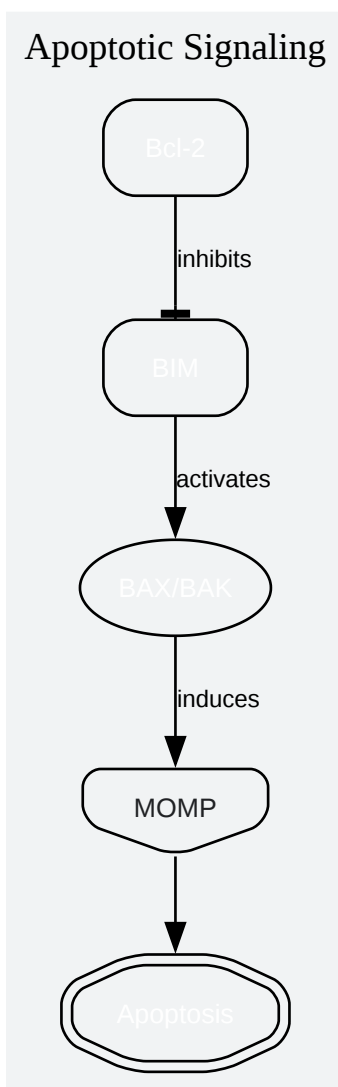 Apoptotic Signaling
Bcl-2
inhibits
BIM
activates
BAX/BAK
induces
MOMP
Apoptosis